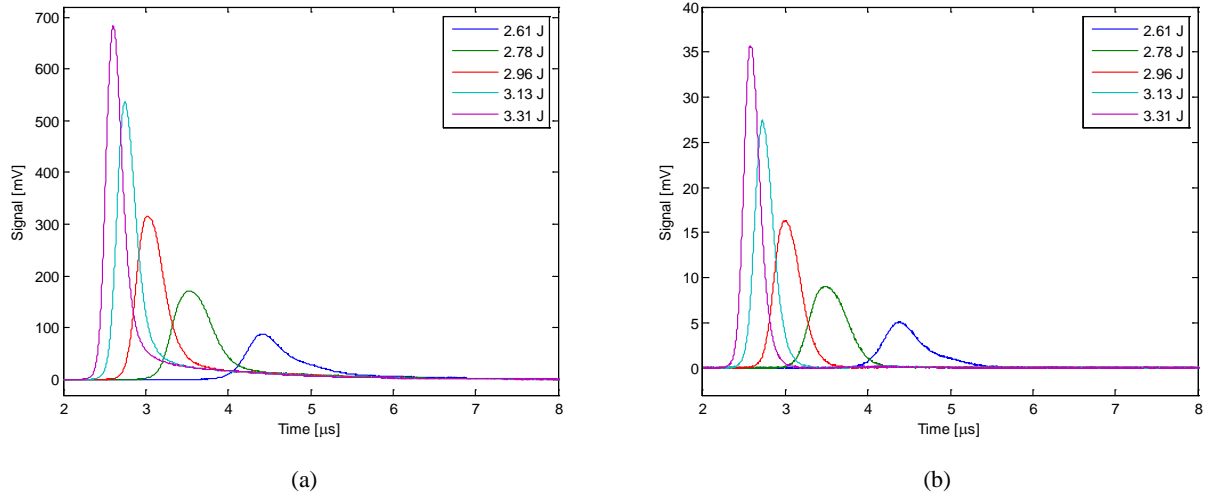 700
600
500
400
300
200
100
0
Signal [mV]
2 3 4 5 6 7 8
Time [μs]
2.61 J
2.78 J
2.96 J
3.13 J
3.31 J
(a)
40
35
30
25
20
15
10
5
0
Signal [mV]
2 3 4 5 6 7 8
Time [μs]
2.61 J
2.78 J
2.96 J
3.13 J
3.31 J
(b)